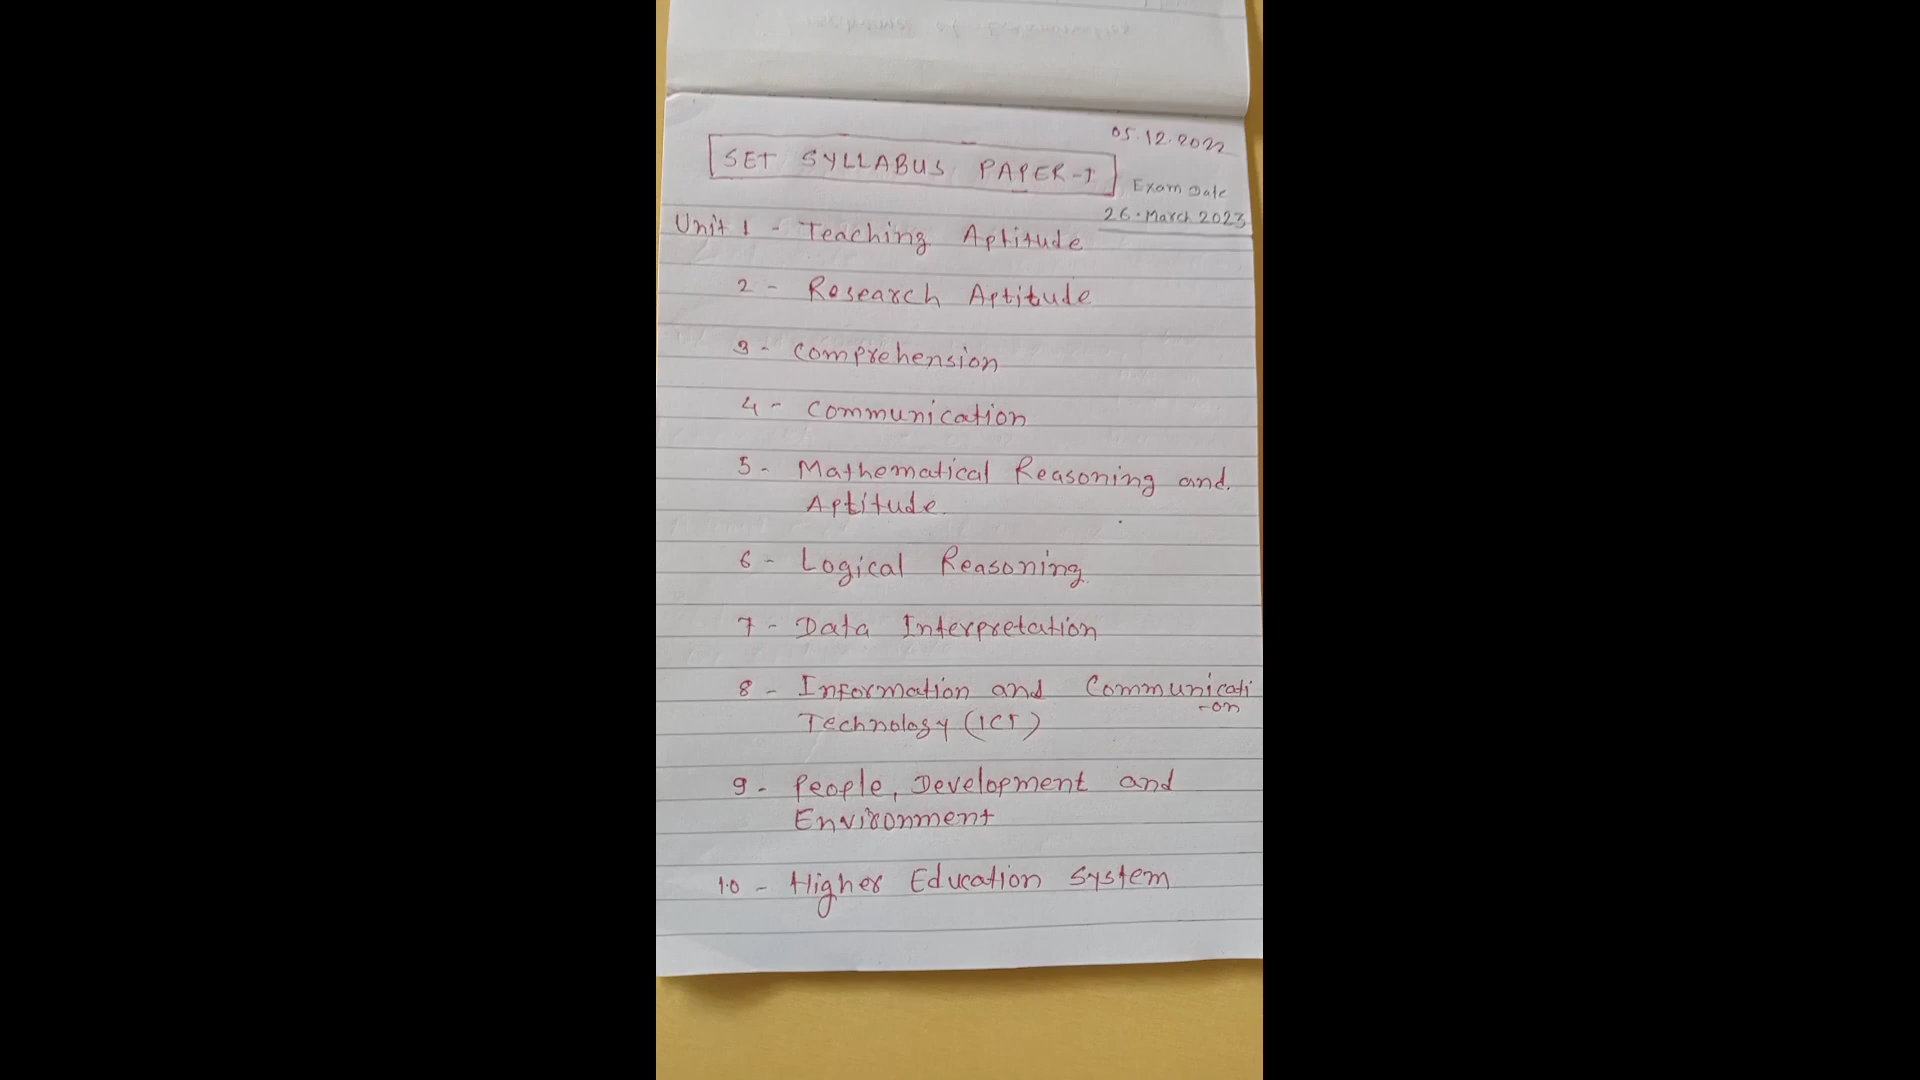 05.12.2022
SET SYLLABUS PAPER-I
Exam Date
26.March 2023
Unit 1 - Teaching Aptitude
2 - Research Aptitude
3 - Comprehension
4 - Communication
5 - Mathematical Reasoning and
Aptitude.
6 - Logical Reasoning.
7 - Data Interpretation
8 - Information and Communicati
-on
Technology (ICT)
9 - People, Development and
Environment
10 - Higher Education System